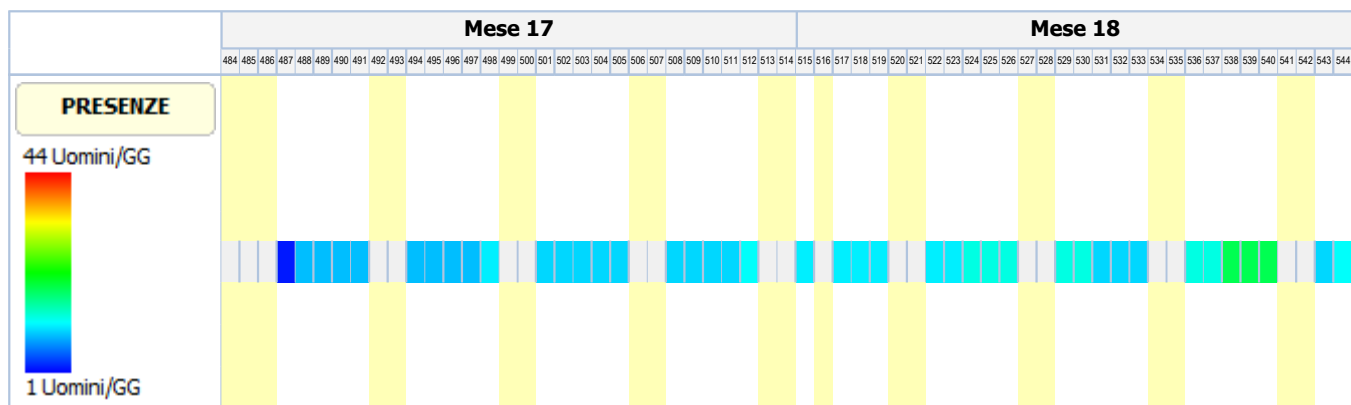 Mese 17 Mese 18
484 485 486 487 488 489 490 491 492 493 494 495 496 497 498 499 500 501 502 503 504 505 506 507 508 509 510 511 512 513 514 515 516 517 518 519 520 521 522 523 524 525 526 527 528 529 530 531 532 533 534 535 536 537 538 539 540 541 542 543 544
PRESENZE
44 Uomini/GG
1 Uomini/GG